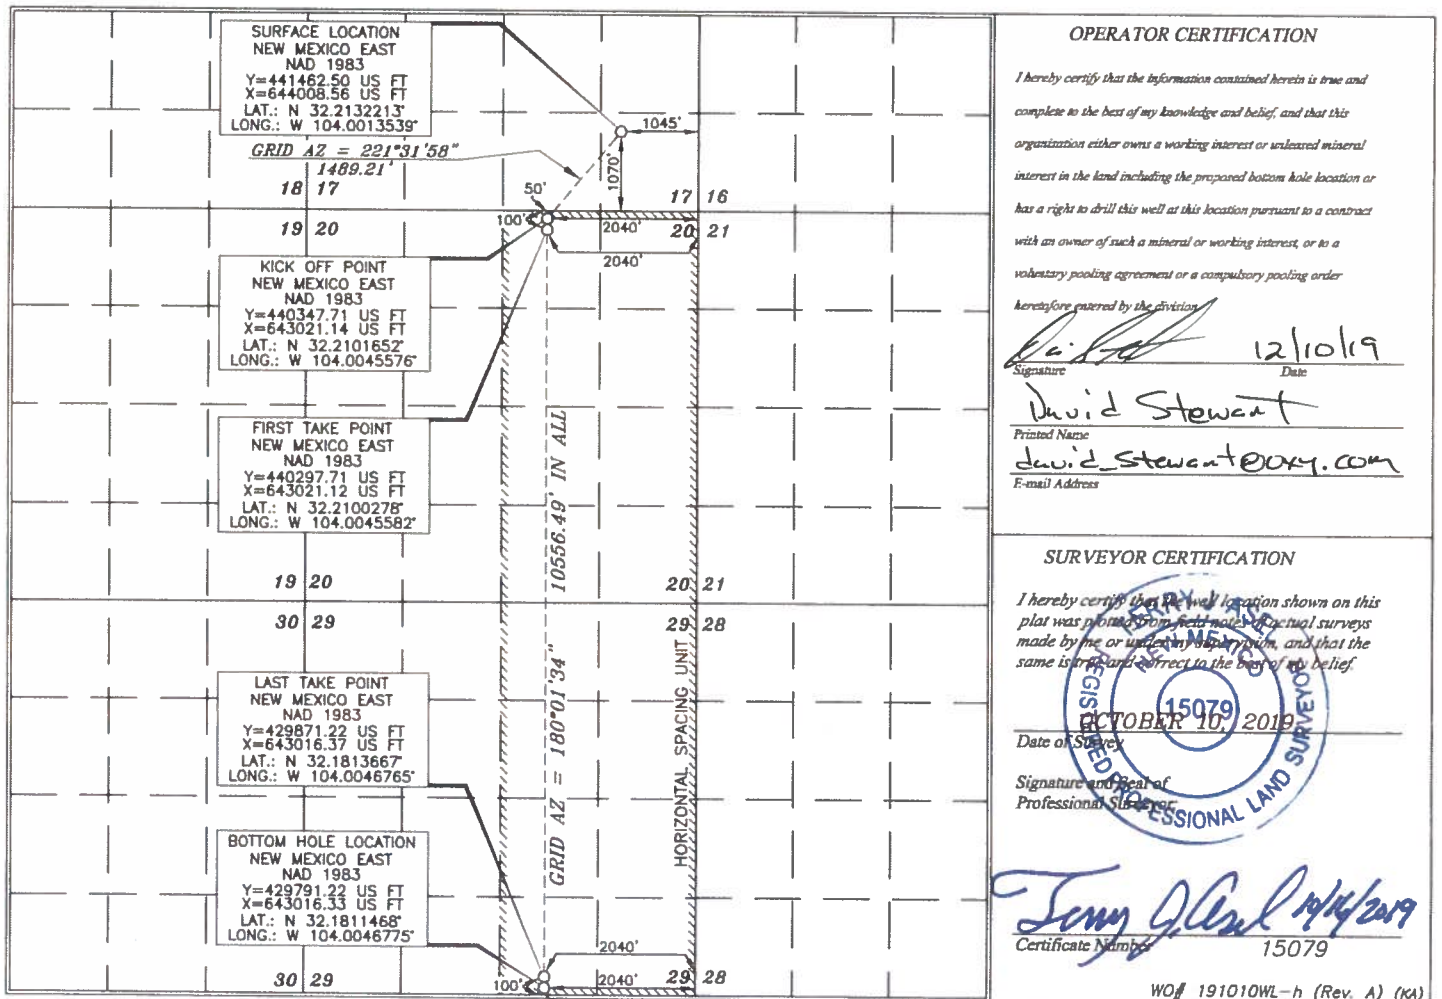 SURFACE LOCATION
NEW MEXICO EAST
NAD 1983
Y=441462.50 US FT
X=644008.56 US FT
LAT.: N 32.2132213°
LONG.: W 104.0013539°
GRID AZ = 221°31'58"
1489.21'
1045'
1070'
50'
100'
2040'
2040'
18 17
17 16
19 20
20 21
KICK OFF POINT
NEW MEXICO EAST
NAD 1983
Y=440347.71 US FT
X=643021.14 US FT
LAT.: N 32.2101652°
LONG.: W 104.0045576°
FIRST TAKE POINT
NEW MEXICO EAST
NAD 1983
Y=440297.71 US FT
X=643021.12 US FT
LAT.: N 32.2100278°
LONG.: W 104.0045582°
19 20
20 21
30 29
29 28
GRID AZ = 180°01'34"
10556.49' IN ALL
HORIZONTAL SPACING UNIT
LAST TAKE POINT
NEW MEXICO EAST
NAD 1983
Y=429871.22 US FT
X=643016.37 US FT
LAT.: N 32.1813667°
LONG.: W 104.0046765°
BOTTOM HOLE LOCATION
NEW MEXICO EAST
NAD 1983
Y=429791.22 US FT
X=643016.33 US FT
LAT.: N 32.1811468°
LONG.: W 104.0046775°
2040'
100'
2040'
30 29
29 28
OPERATOR CERTIFICATION
I hereby certify that the information contained herein is true and
complete to the best of my knowledge and belief, and that this
organization either owns a working interest or unleased mineral
interest in the land including the proposed bottom hole location or
has a right to drill this well at this location pursuant to a contract
with an owner of such a mineral or working interest, or to a
voluntary pooling agreement or a compulsory pooling order
heretofore entered by the division.
12/10/19
Signature Date
David Stewart
Printed Name
david_stewart@oxy.com
E-mail Address
SURVEYOR CERTIFICATION
I hereby certify that the well location shown on this
plat was plotted from field notes of actual surveys
made by me or under my supervision, and that the
same is true and correct to the best of my belief.
TERRY J. ASEL
NEW MEXICO
15079
REGISTERED PROFESSIONAL LAND SURVEYOR
OCTOBER 10, 2019
Date of Survey
Signature and Seal of
Professional Surveyor:
Terry J. Asel 10/16/2019
Certificate Number 15079
WO# 191010WL-h (Rev. A) (KA)